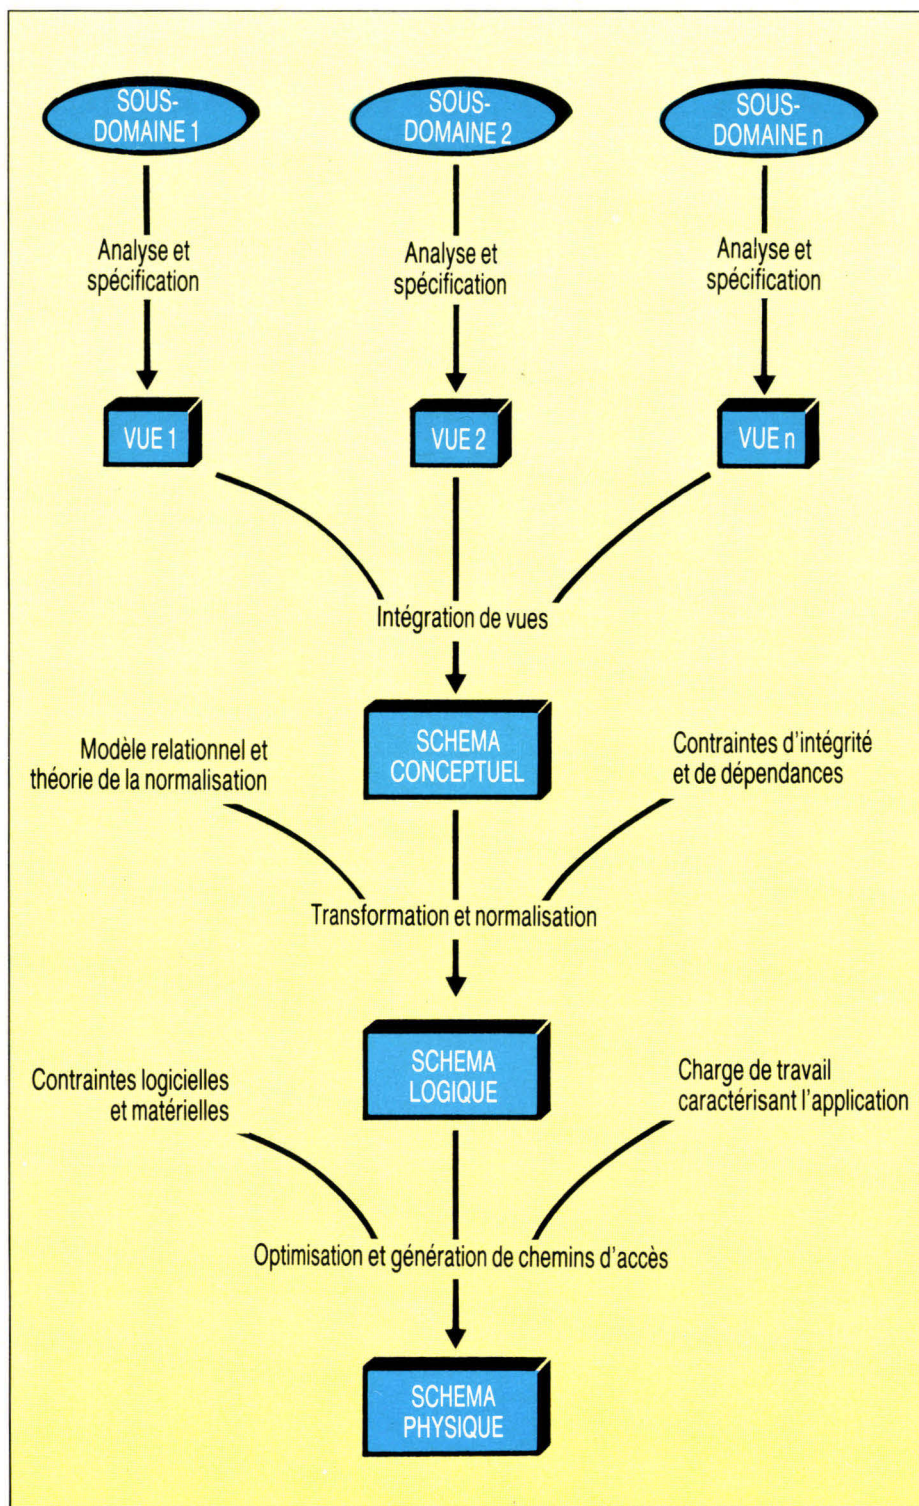 SOUS-
DOMAINE 1
SOUS-
DOMAINE 2
SOUS-
DOMAINE n
Analyse et
spécification
Analyse et
spécification
Analyse et
spécification
VUE 1
VUE 2
VUE n
Intégration de vues
SCHEMA
CONCEPTUEL
Modèle relationnel et
théorie de la normalisation
Contraintes d'intégrité
et de dépendances
Transformation et normalisation
SCHEMA
LOGIQUE
Contraintes logicielles
et matérielles
Charge de travail
caractérisant l'application
Optimisation et génération de chemins d'accès
SCHEMA
PHYSIQUE